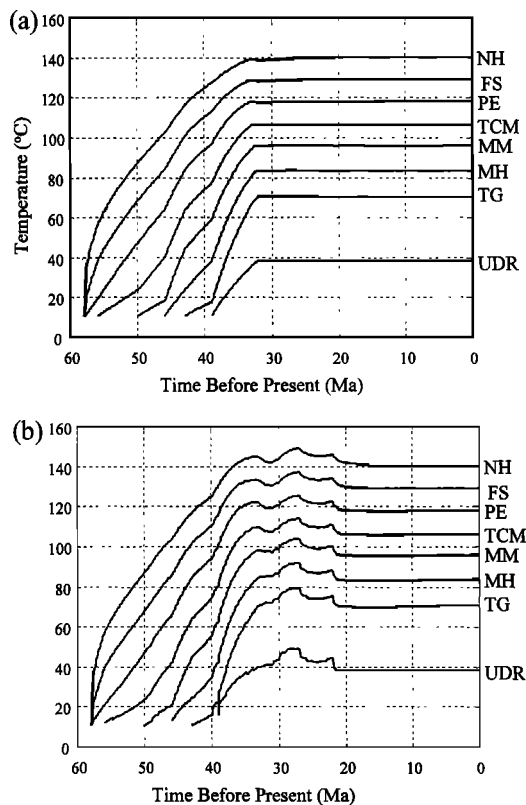 (a)
Temperature (°C)
160
140
120
100
80
60
40
20
0
NH
FS
PE
TCM
MM
MH
TG
UDR
60 50 40 30 20 10 0
Time Before Present (Ma)
(b)
160
140
120
100
80
60
40
20
0
NH
FS
PE
TCM
MM
MH
TG
UDR
60 50 40 30 20 10 0
Time Before Present (Ma)